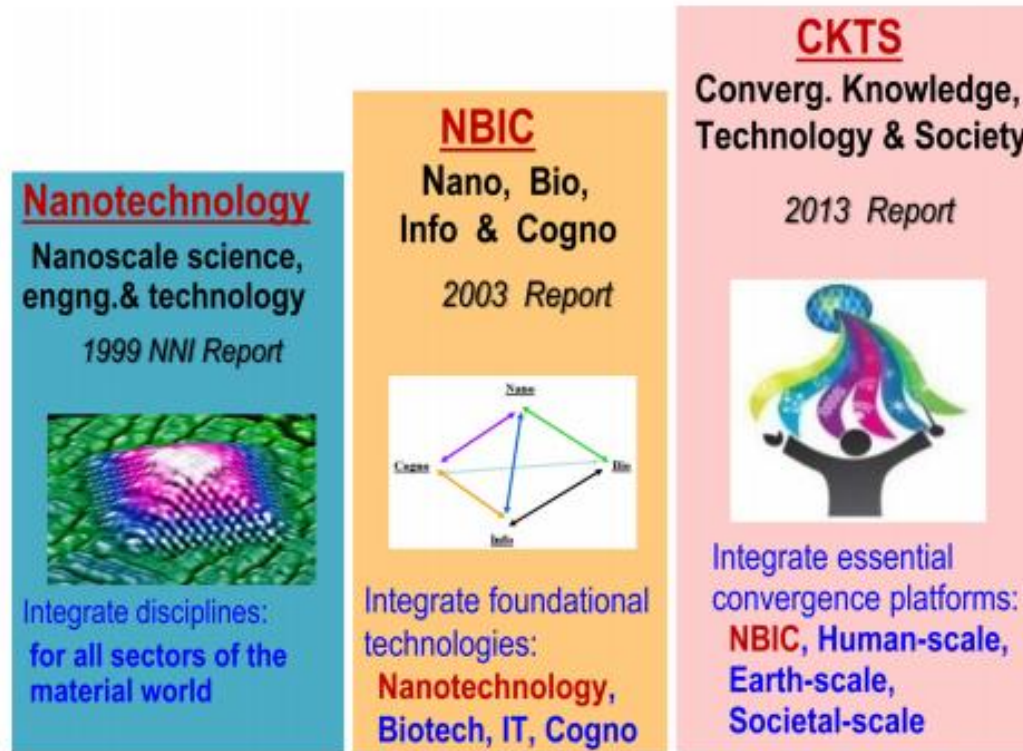 Nanotechnology
Nanoscale science,
engng.& technology
1999 NNI Report
Integrate disciplines:
for all sectors of the
material world
NBIC
Nano, Bio,
Info & Cogno
2003 Report
Nano
Cogno
Bio
Info
Integrate foundational
technologies:
Nanotechnology,
Biotech, IT, Cogno
CKTS
Converg. Knowledge,
Technology & Society
2013 Report
Integrate essential
convergence platforms:
NBIC, Human-scale,
Earth-scale,
Societal-scale